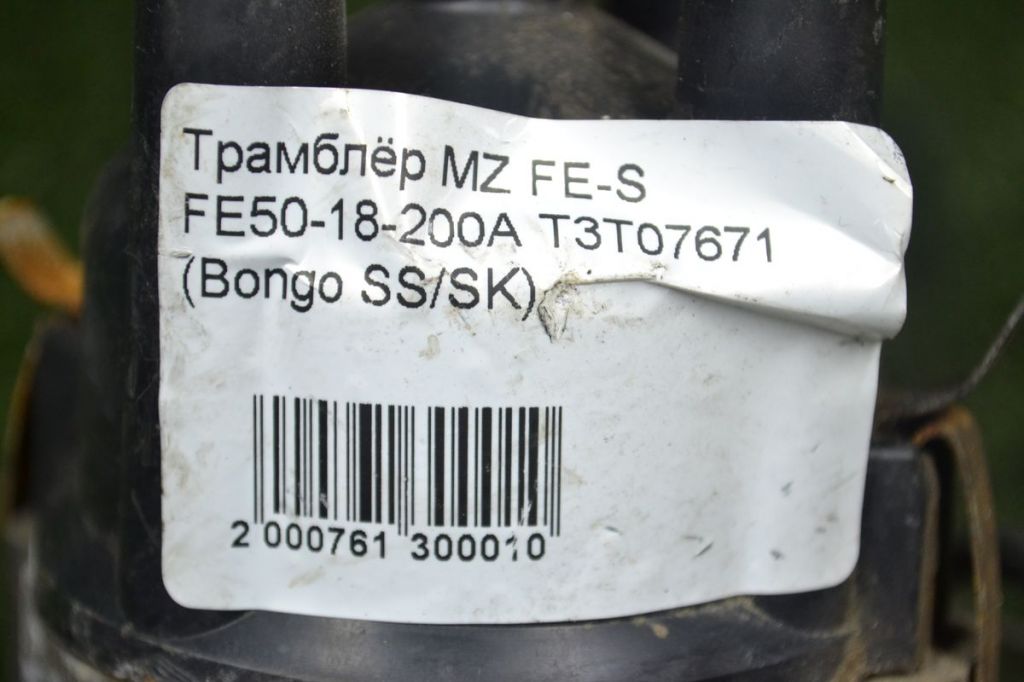 Трамблёр MZ FE-S
FE50-18-200A T3T07671
(Bongo SS/SK)
2 000761 300010